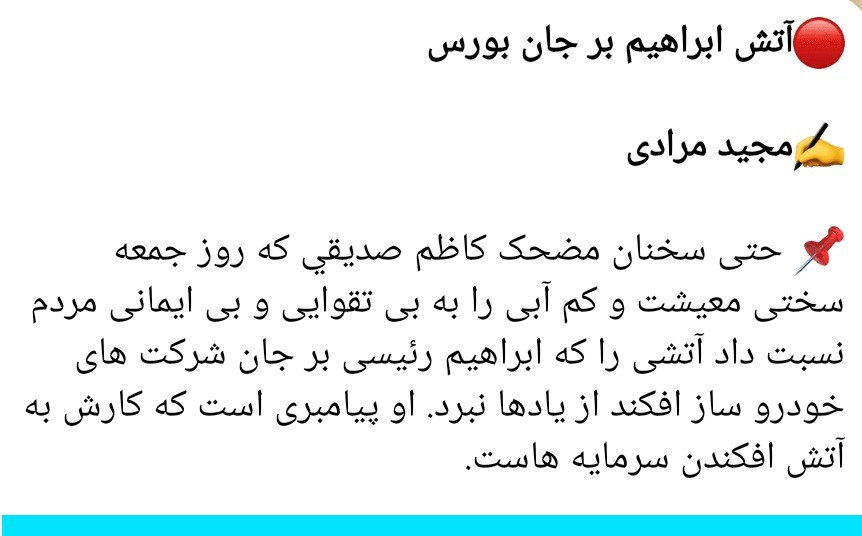 🔴آتش ابراهیم بر جان بورس
✍️مجید مرادی
📌 حتی سخنان مضحک کاظم صديقي که روز جمعه
سختی معیشت و کم آبی را به بی تقوایی و بی ایمانی مردم
نسبت داد آتشی را که ابراهیم رئیسی بر جان شرکت های
خودرو ساز افکند از یادها نبرد. او پیامبری است که کارش به
آتش افکندن سرمایه هاست.